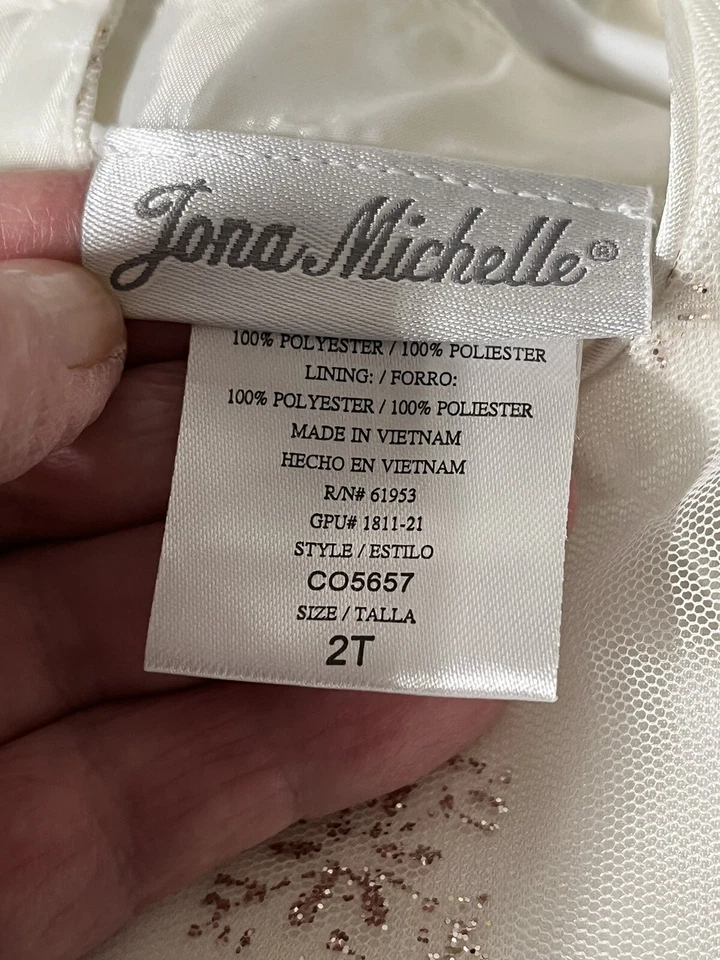 Jona Michelle®
100% POLYESTER / 100% POLIESTER
LINING: / FORRO:
100% POLYESTER / 100% POLIESTER
MADE IN VIETNAM
HECHO EN VIETNAM
R/N# 61953
GPU# 1811-21
STYLE / ESTILO
CO5657
SIZE / TALLA
2T